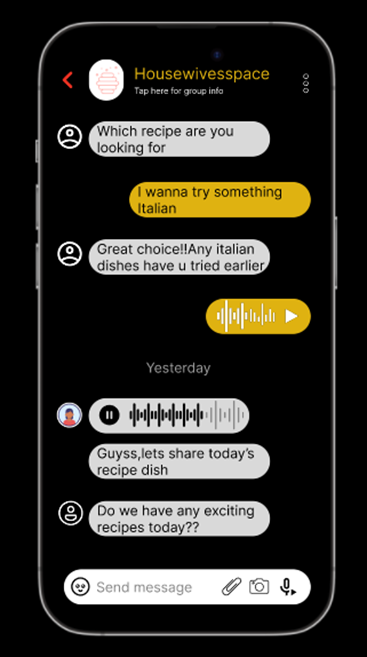 Housewivesspace
Tap here for group info
Which recipe are you
looking for
I wanna try something
Italian
Great choice!!Any italian
dishes have u tried earlier
Yesterday
Guyss,lets share today's
recipe dish
Do we have any exciting
recipes today??
Send message